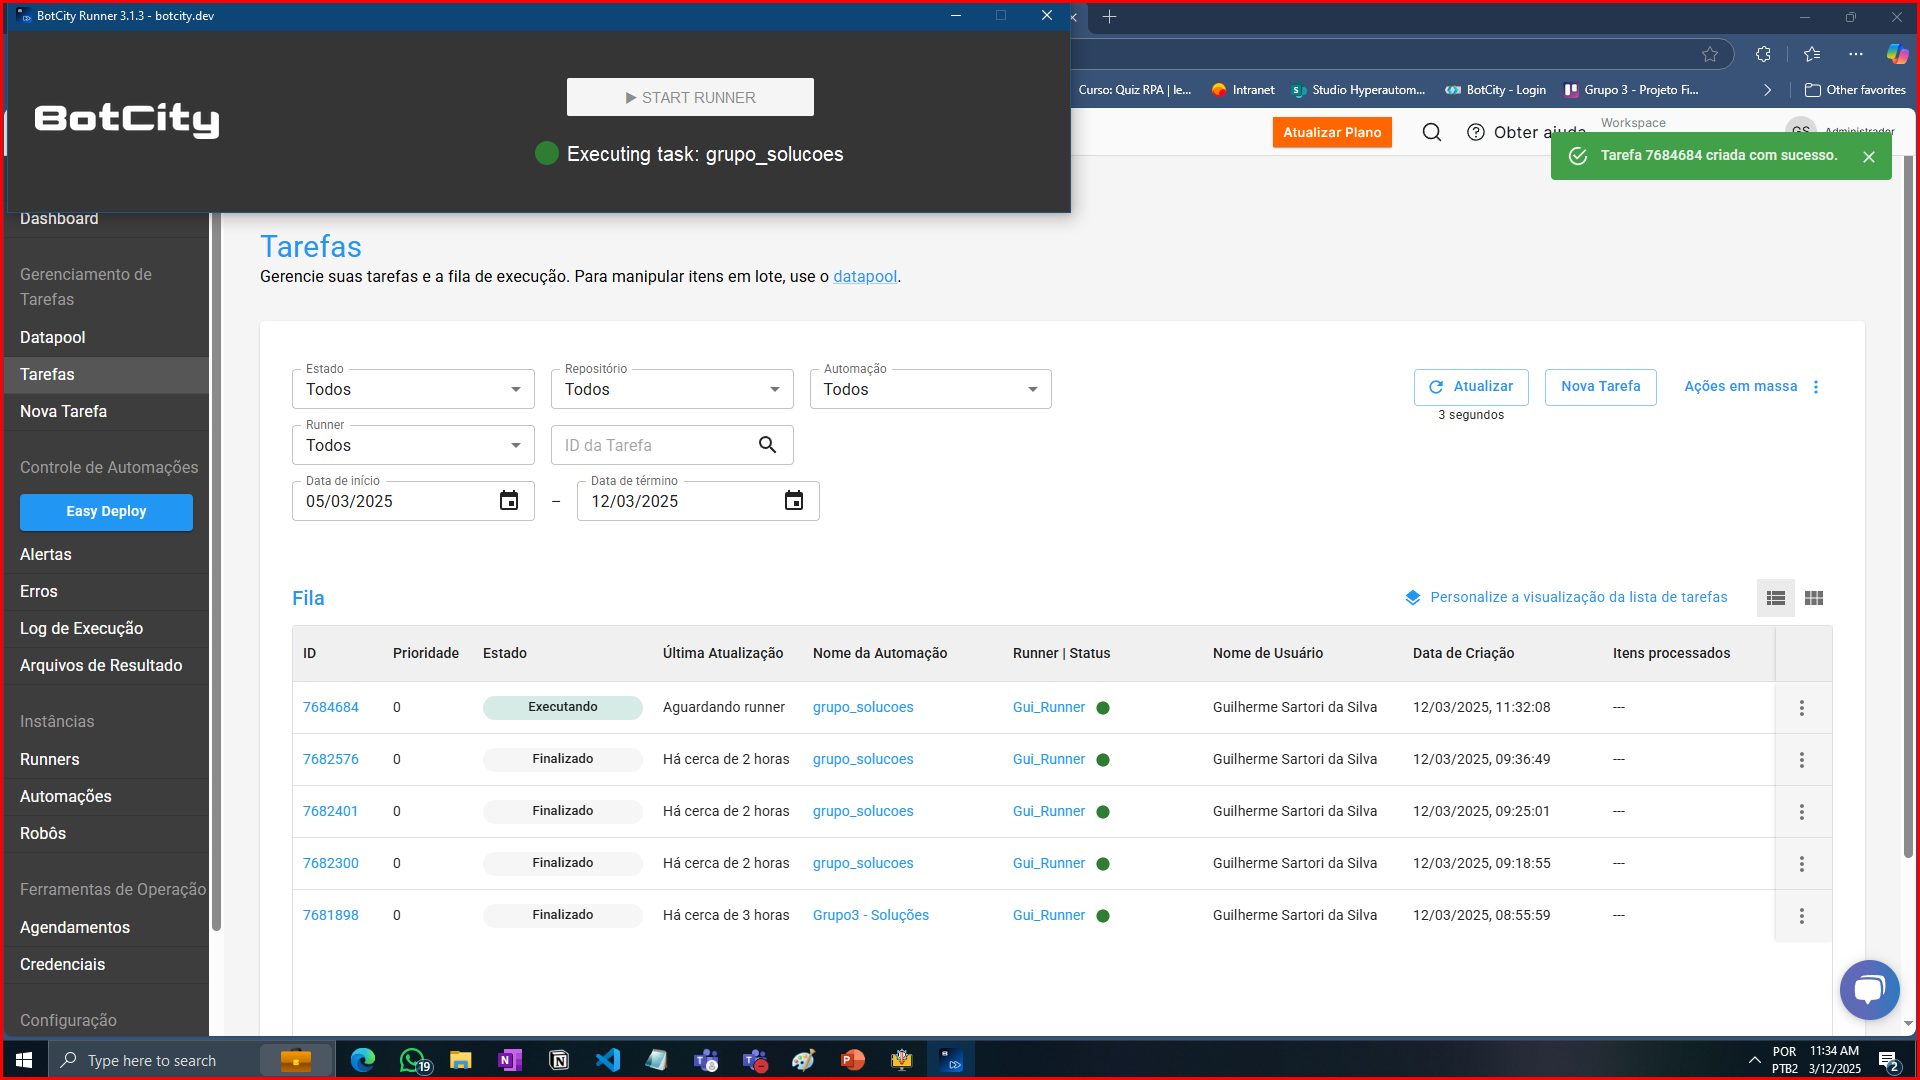 BotCity Runner 3.1.3 - botcity.dev
BotCity
START RUNNER
Executing task: grupo_solucoes
Curso: Quiz RPA | le...
Intranet
Studio Hyperautom...
BotCity - Login
Grupo 3 - Projeto Fi...
Other favorites
Atualizar Plano
Obter ajuda
Workspace
GS
Administrador
Tarefa 7684684 criada com sucesso.
Dashboard
Gerenciamento de
Tarefas
Datapool
Tarefas
Nova Tarefa
Controle de Automações
Easy Deploy
Alertas
Erros
Log de Execução
Arquivos de Resultado
Instâncias
Runners
Automações
Robôs
Ferramentas de Operação
Agendamentos
Credenciais
Configuração
Tarefas
Gerencie suas tarefas e a fila de execução. Para manipular itens em lote, use o datapool.
Estado
Todos
Repositório
Todos
Automação
Todos
Atualizar
3 segundos
Nova Tarefa
Ações em massa
Runner
Todos
ID da Tarefa
Data de início
05/03/2025
–
Data de término
12/03/2025
Fila
Personalize a visualização da lista de tarefas
ID Prioridade Estado Última Atualização Nome da Automação Runner | Status Nome de Usuário Data de Criação Itens processados
7684684 0 Executando Aguardando runner grupo_solucoes Gui_Runner Guilherme Sartori da Silva 12/03/2025, 11:32:08 ---
7682576 0 Finalizado Há cerca de 2 horas grupo_solucoes Gui_Runner Guilherme Sartori da Silva 12/03/2025, 09:36:49 ---
7682401 0 Finalizado Há cerca de 2 horas grupo_solucoes Gui_Runner Guilherme Sartori da Silva 12/03/2025, 09:25:01 ---
7682300 0 Finalizado Há cerca de 2 horas grupo_solucoes Gui_Runner Guilherme Sartori da Silva 12/03/2025, 09:18:55 ---
7681898 0 Finalizado Há cerca de 3 horas Grupo3 - Soluções Gui_Runner Guilherme Sartori da Silva 12/03/2025, 08:55:59 ---
Type here to search
19
POR
PTB2
11:34 AM
3/12/2025
2